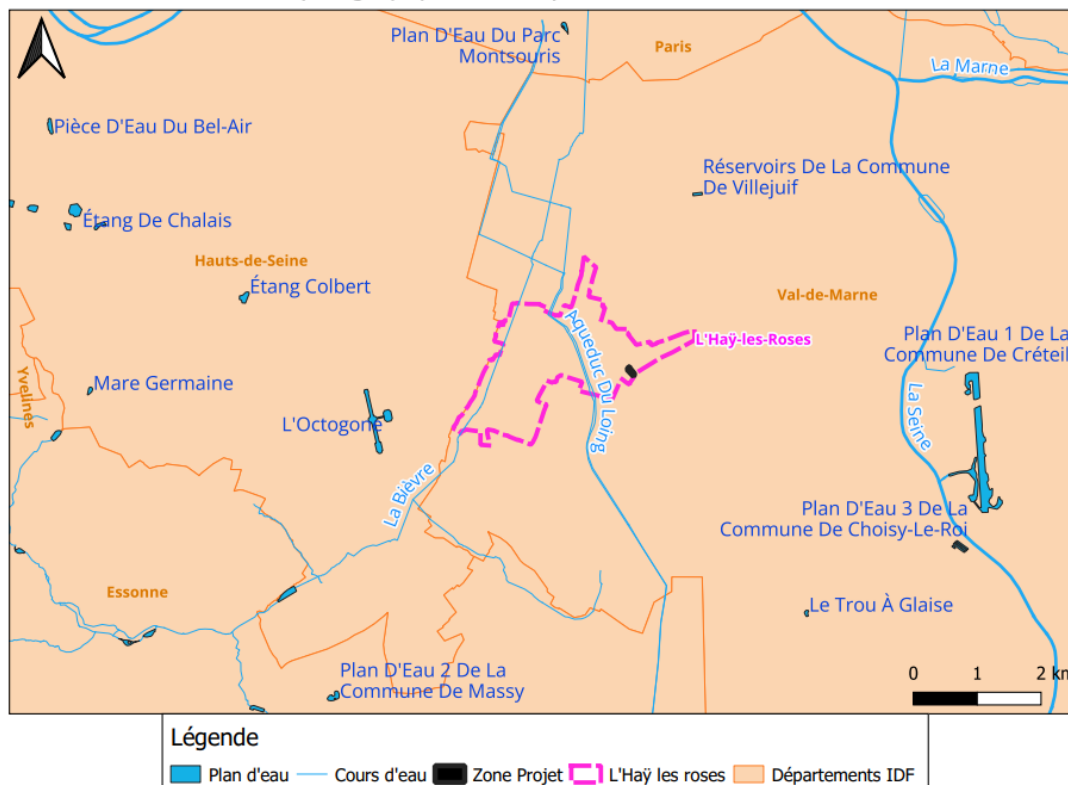 Plan D'Eau Du Parc
Montsouris
Paris
La Marne
Pièce D'Eau Du Bel-Air
Réservoirs De La Commune
De Villejuif
Étang De Chalais
Hauts-de-Seine
Étang Colbert
Val-de-Marne
Aqueduc Du Loing
L'Haÿ-les-Roses
Plan D'Eau 1 De La
Commune De Créteil
Yvelines
Mare Germaine
L'Octogone
La Seine
La Bièvre
Plan D'Eau 3 De La
Commune De Choisy-Le-Roi
Essonne
Le Trou À Glaise
Plan D'Eau 2 De La
Commune De Massy
0 1 2 km
Légende
Plan d'eau Cours d'eau Zone Projet L'Haÿ les roses Départements IDF